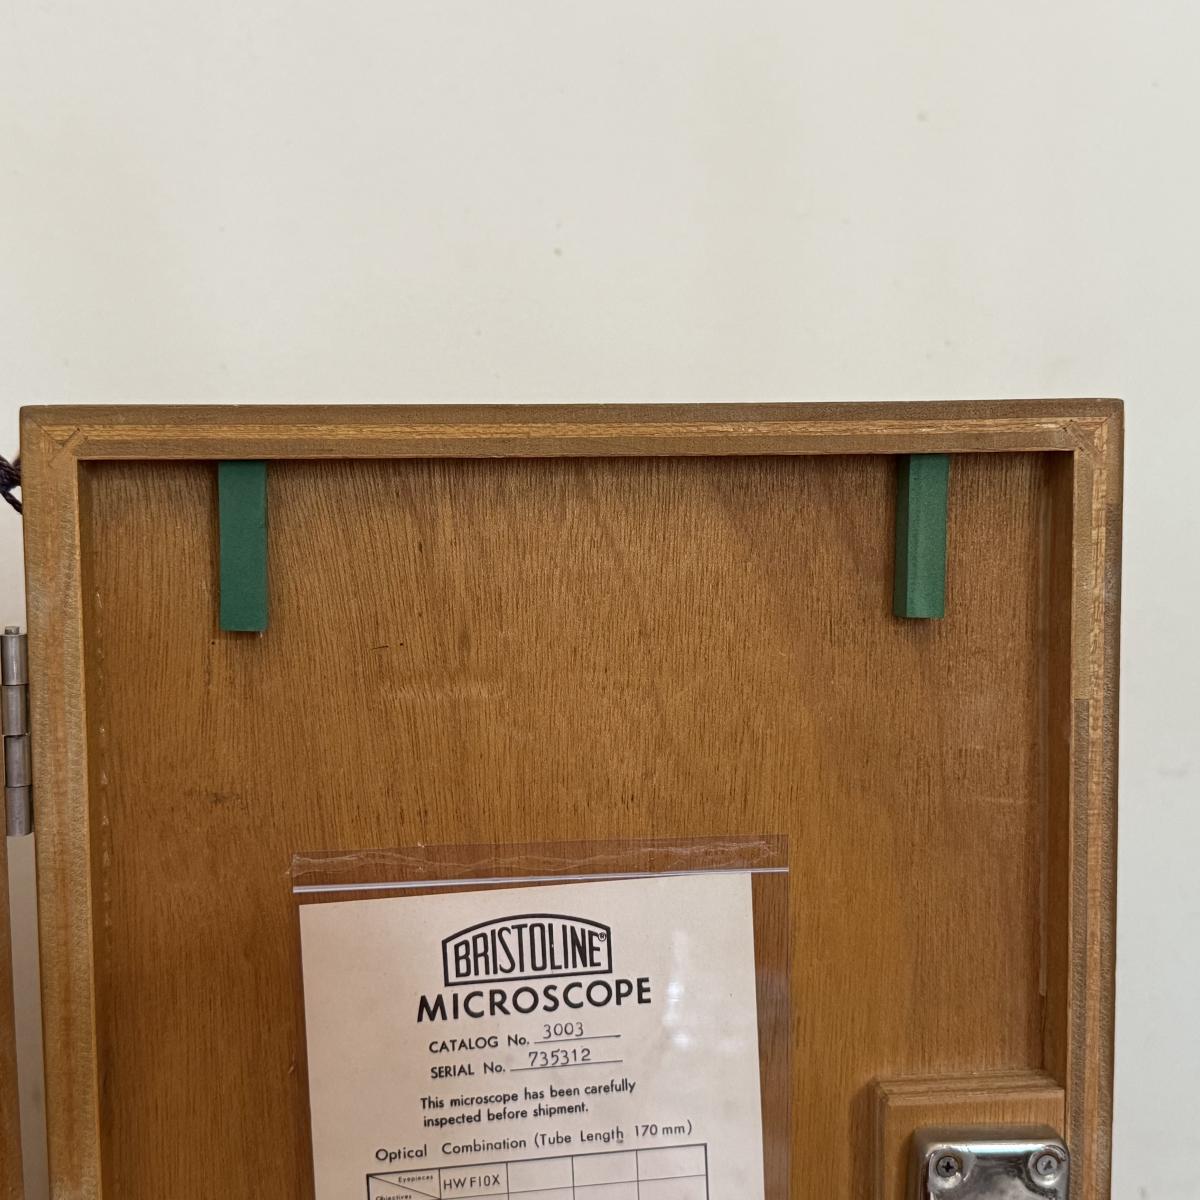 BRISTOLINE®
MICROSCOPE
CATALOG No. 3003
SERIAL No. 735312
This microscope has been carefully
inspected before shipment.
Optical Combination (Tube Length 170 mm)
Eyepieces HWF10X
Objectives